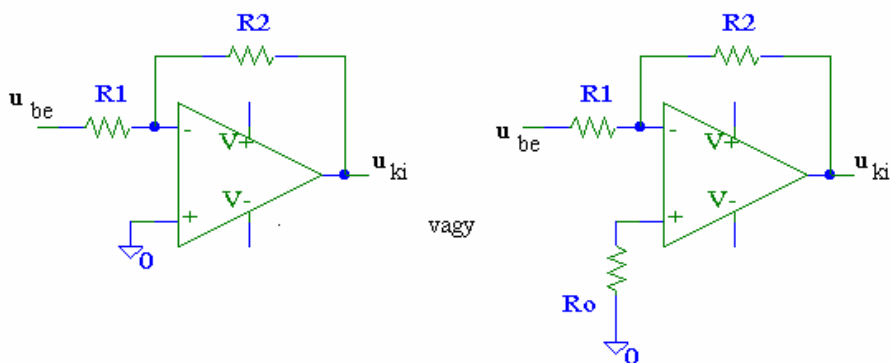 R2
R1
u be
-
V+
V-
+
u ki
0
vagy
R2
R1
u be
-
V+
V-
+
u ki
Ro
0